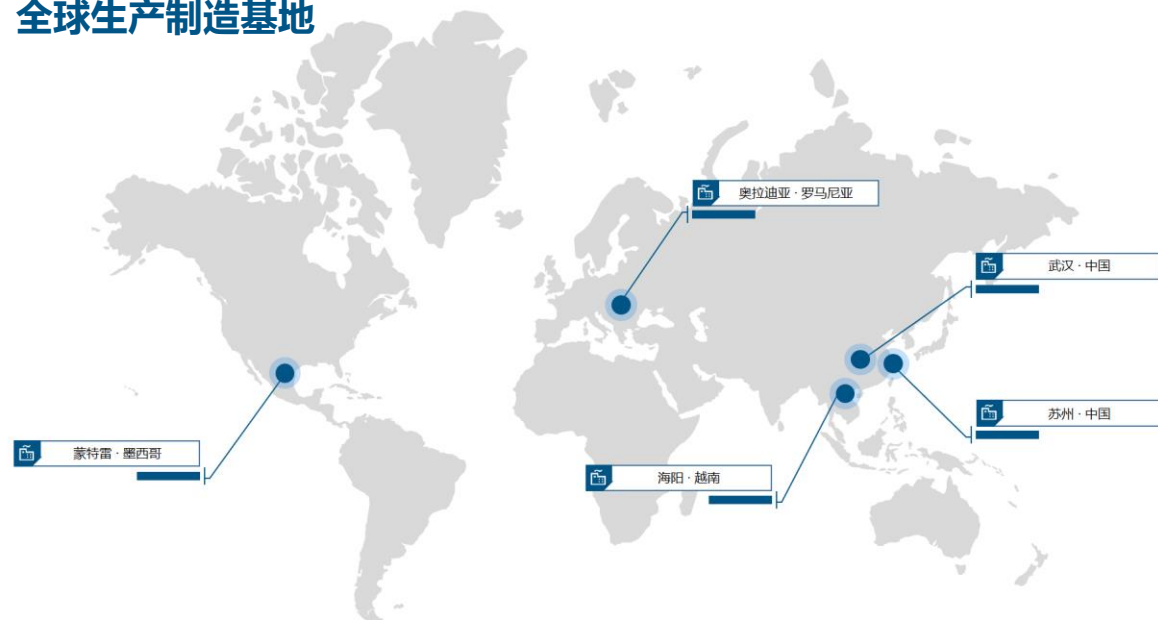 全球生产制造基地
奥拉迪亚 · 罗马尼亚
武汉 · 中国
苏州 · 中国
蒙特雷 · 墨西哥
海阳 · 越南